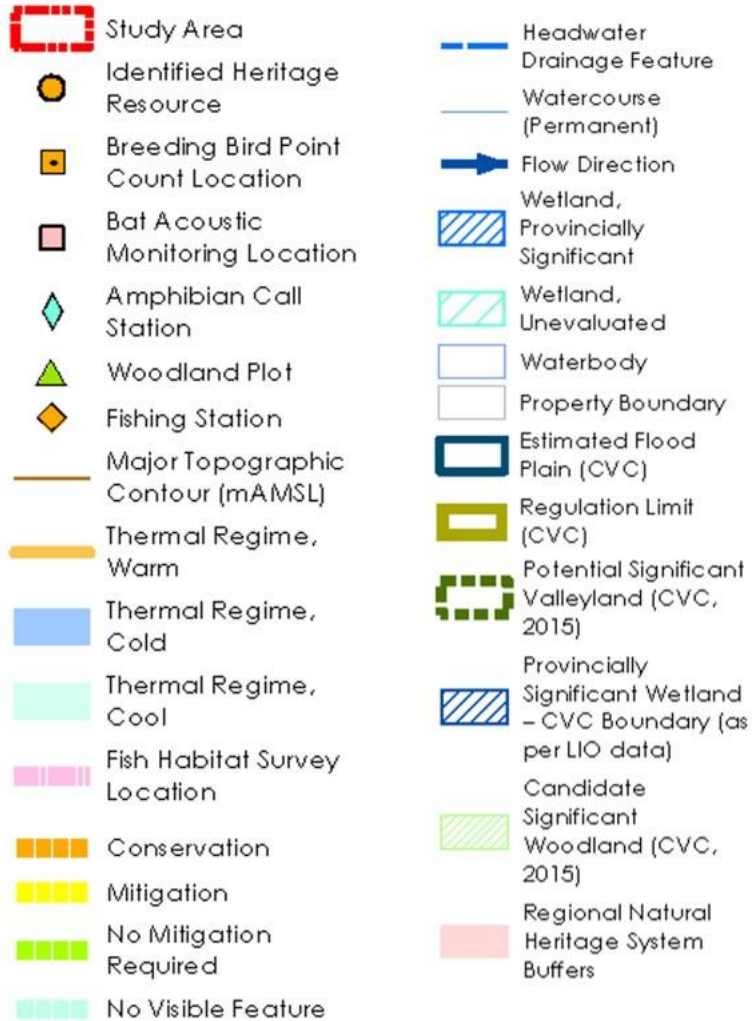 Study Area
Identified Heritage
Resource
Breeding Bird Point
Count Location
Bat Acoustic
Monitoring Location
Amphibian Call
Station
Woodland Plot
Fishing Station
Major Topographic
Contour (mAMSL)
Thermal Regime,
Warm
Thermal Regime,
Cold
Thermal Regime,
Cool
Fish Habitat Survey
Location
Conservation
Mitigation
No Mitigation
Required
No Visible Feature
Headwater
Drainage Feature
Watercourse
(Permanent)
Flow Direction
Wetland,
Provincially
Significant
Wetland,
Unevaluated
Waterbody
Property Boundary
Estimated Flood
Plain (CVC)
Regulation Limit
(CVC)
Potential Significant
Valleyland (CVC,
2015)
Provincially
Significant Wetland
– CVC Boundary (as
per LIO data)
Candidate
Significant
Woodland (CVC,
2015)
Regional Natural
Heritage System
Buffers